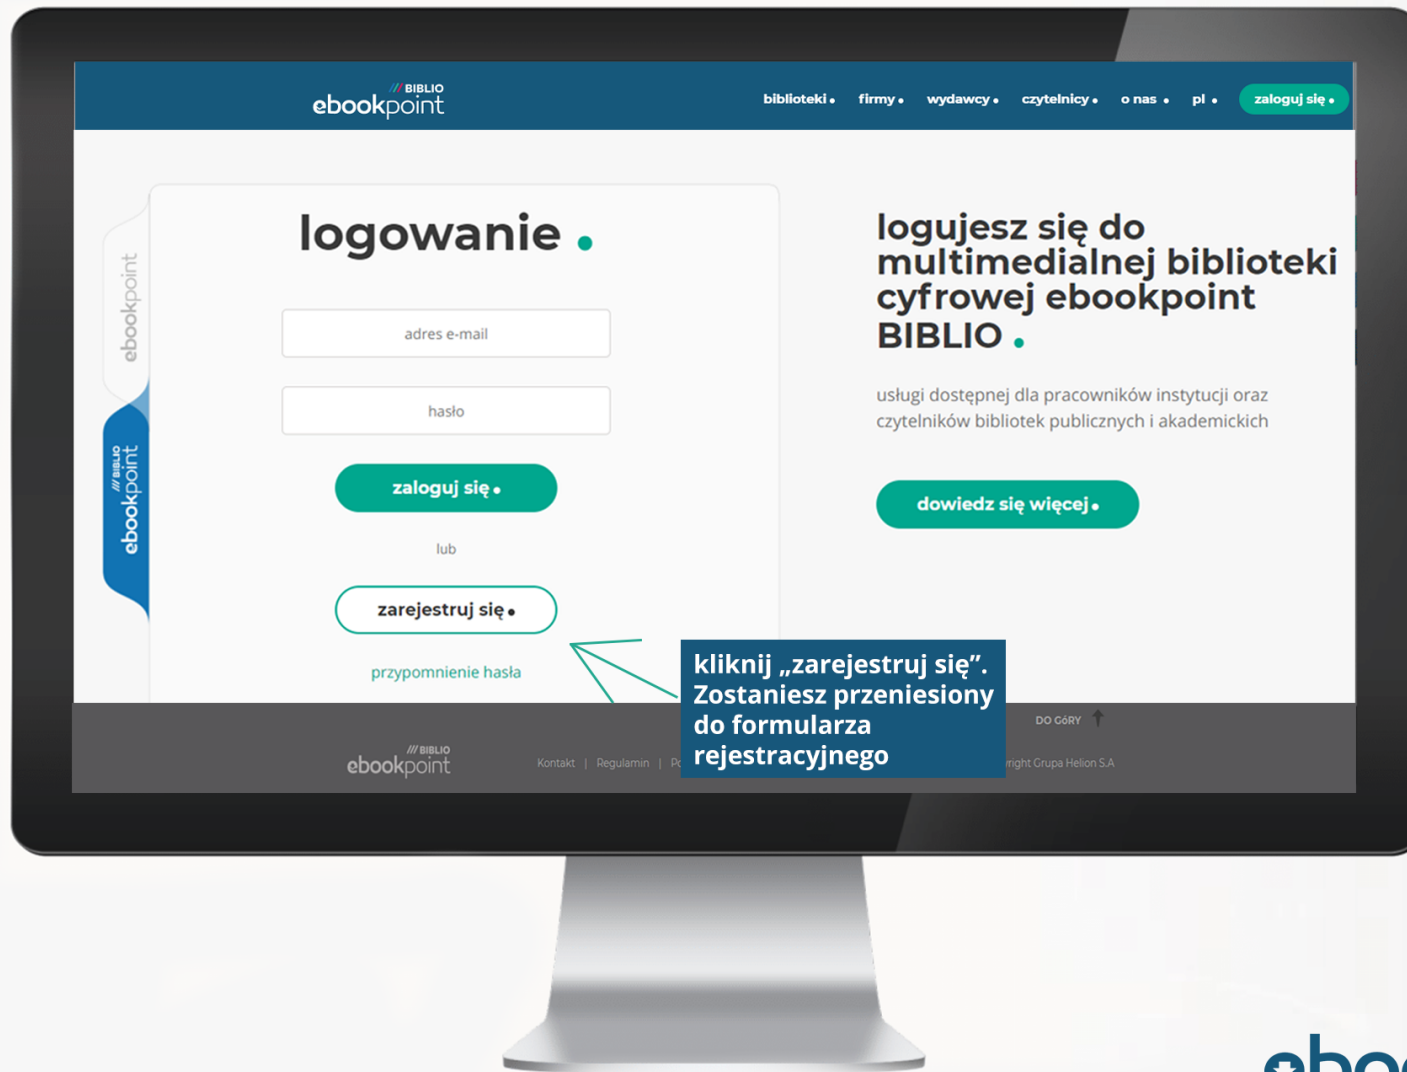 /// BIBLIO
ebookpoint
biblioteki
firmy
wydawcy
czytelnicy
o nas
pl
zaloguj się
ebookpoint
/// BIBLIO
ebookpoint
logowanie
adres e-mail
hasło
zaloguj się
lub
zarejestruj się
przypomnienie hasła
logujesz się do
multimedialnej biblioteki
cyfrowej ebookpoint
BIBLIO
usługi dostępnej dla pracowników instytucji oraz
czytelników bibliotek publicznych i akademickich
dowiedz się więcej
kliknij „zarejestruj się”.
Zostaniesz przeniesiony
do formularza
rejestracyjnego
DO GÓRY
/// BIBLIO
ebookpoint
Kontakt | Regulamin |
Grupa Helion S.A